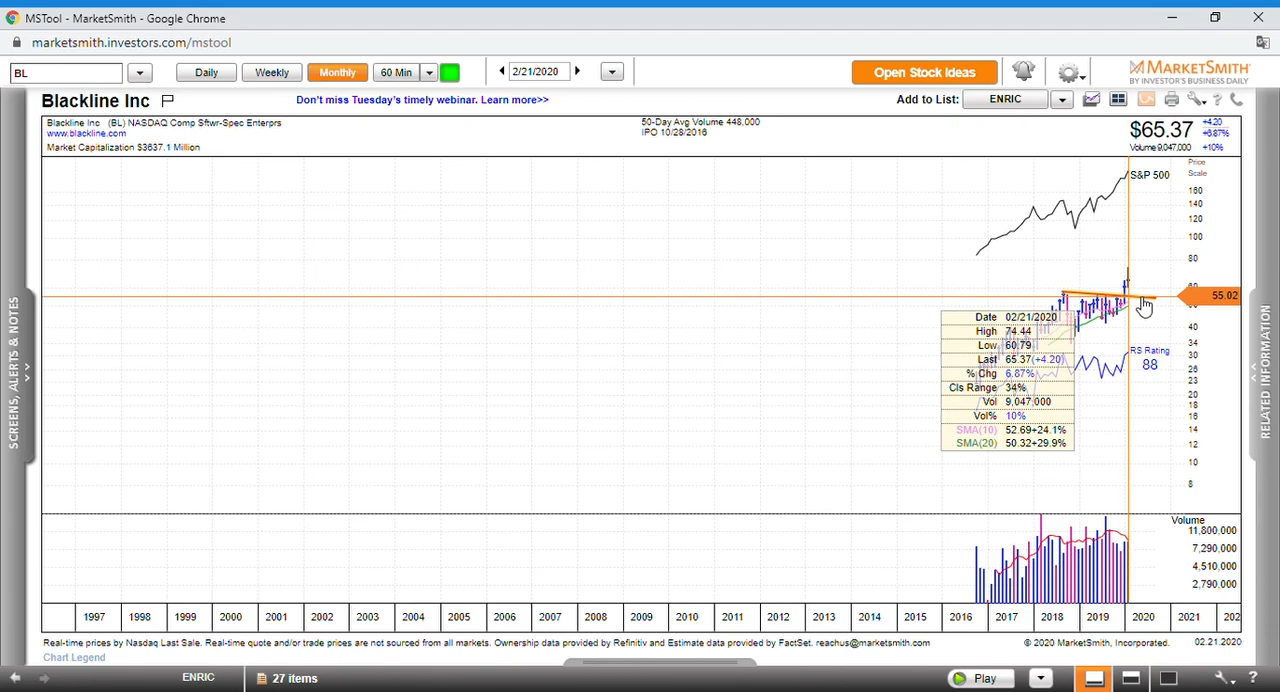 MSTool - MarketSmith - Google Chrome
marketsmith.investors.com/mstool
BL Daily Weekly Monthly 60 Min 2/21/2020 Open Stock Ideas MARKETSMITH
BY INVESTOR'S BUSINESS DAILY
Blackline Inc Don't miss Tuesday's timely webinar. Learn more>> Add to List: ENRIC
Blackline Inc (BL) NASDAQ Comp Sftwr-Spec Enterprs 50-Day Avg Volume 448,000 $65.37 +4.20
www.blackline.com IPO 10/28/2016 +6.87%
Market Capitalization $3637.1 Million Volume 9,047,000 +10%
Price
Scale
S&P 500
160
140
120
100
80
60
55.02
40
34
30
26
23
20
18
16
14
12
10
8
RS Rating
88
Date 02/21/2020
High 74.44
Low 60.79
Last 65.37(+4.20)
% Chg 6.87%
Cls Range 34%
Vol 9,047,000
Vol% 10%
SMA(10) 52.69+24.1%
SMA(20) 50.32+29.9%
Volume
11,800,000
7,290,000
4,510,000
2,790,000
1997 1998 1999 2000 2001 2002 2003 2004 2005 2006 2007 2008 2009 2010 2011 2012 2013 2014 2015 2016 2017 2018 2019 2020 2021 202
Real-time prices by Nasdaq Last Sale. Real-time quote and/or trade prices are not sourced from all markets. Ownership data provided by Refinitiv and Estimate data provided by FactSet. reachus@marketsmith.com © 2020 MarketSmith, Incorporated. 02.21.2020
Chart Legend
SCREENS, ALERTS & NOTES
RELATED INFORMATION
ENRIC 27 items Play